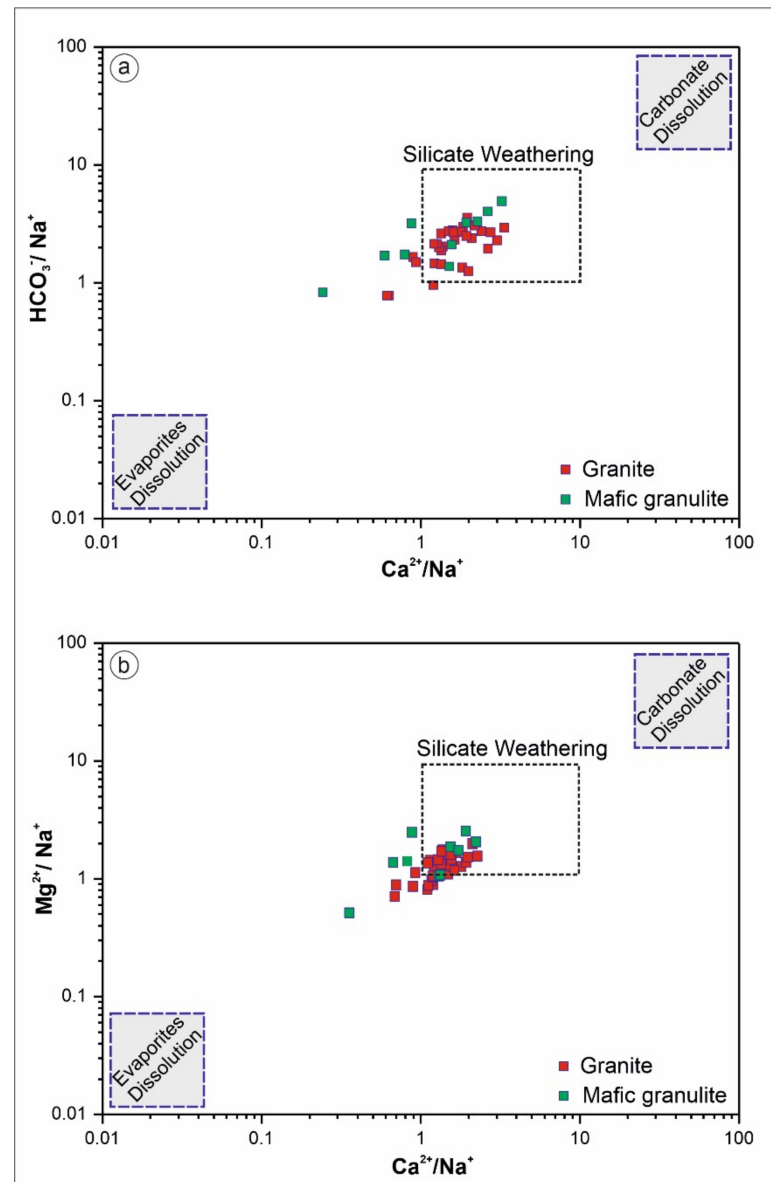 a
100
10
1
0.1
0.01
HCO₃⁻/ Na⁺
Carbonate
Dissolution
Silicate Weathering
Evaporites
Dissolution
Granite
Mafic granulite
0.01
0.1
1
10
100
Ca²⁺/Na⁺
b
100
10
1
0.1
0.01
Mg²⁺/ Na⁺
Carbonate
Dissolution
Silicate Weathering
Evaporites
Dissolution
Granite
Mafic granulite
0.01
0.1
1
10
100
Ca²⁺/Na⁺